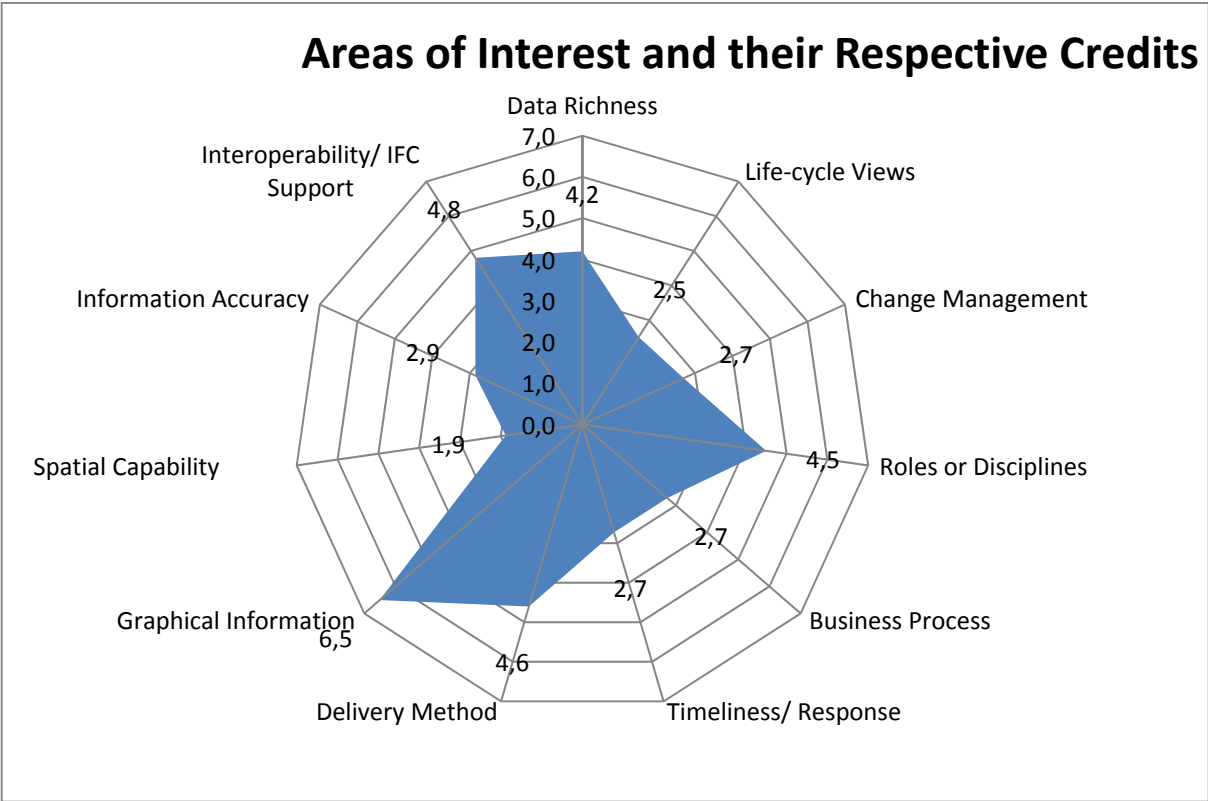 Areas of Interest and their Respective Credits
Data Richness
7,0
Interoperability/ IFC
Support
Life-cycle Views
6,0
4,2
4,8
5,0
4,0
2,5
Information Accuracy
Change Management
3,0
2,0
2,9
2,7
1,0
0,0
1,9
4,5
Spatial Capability
Roles or Disciplines
2,7
2,7
Graphical Information
6,5
Business Process
4,6
Delivery Method
Timeliness/ Response